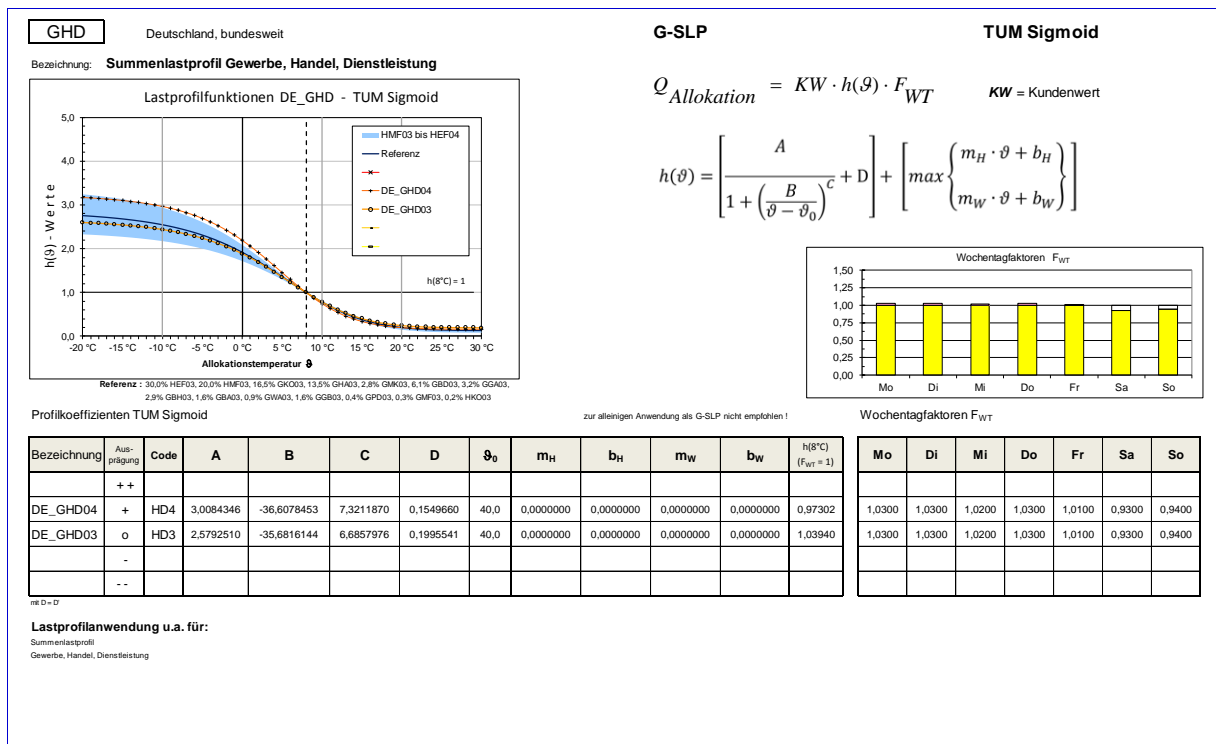 GHD
Deutschland, bundesweit
G-SLP
TUM Sigmoid
Bezeichnung: Summenlastprofil Gewerbe, Handel, Dienstleistung
Lastprofilfunktionen DE_GHD - TUM Sigmoid
h(ϑ) - Werte
5,0
4,0
3,0
2,0
1,0
0,0
HMF03 bis HEF04
Referenz
DE_GHD04
DE_GHD03
h(8°C) = 1
-20 °C -15 °C -10 °C -5 °C 0 °C 5 °C 10 °C 15 °C 20 °C 25 °C 30 °C
Allokationstemperatur ϑ
Referenz : 30,0% HEF03, 20,0% HMF03, 16,5% GKO03, 13,5% GHA03, 2,8% GMK03, 6,1% GBD03, 3,2% GGA03,
2,9% GBH03, 1,6% GBA03, 0,9% GWA03, 1,6% GGB03, 0,4% GPD03, 0,3% GMF03, 0,2% HKO03
Q_Allokation = KW · h(ϑ) · F_WT
KW = Kundenwert
h(ϑ) = [ A / (1 + (B / (ϑ − ϑ₀))^C) + D ] + [ max { m_H · ϑ + b_H ; m_W · ϑ + b_W } ]
Wochentagfaktoren F_WT
1,50
1,25
1,00
0,75
0,50
0,25
0,00
Mo Di Mi Do Fr Sa So
Profilkoeffizienten TUM Sigmoid
zur alleinigen Anwendung als G-SLP nicht empfohlen !
Wochentagfaktoren F_WT
Bezeichnung Aus-prägung Code A B C D ϑ₀ m_H b_H m_W b_W h(8°C) (F_WT = 1) Mo Di Mi Do Fr Sa So
++
DE_GHD04 + HD4 3,0084346 -36,6078453 7,3211870 0,1549660 40,0 0,0000000 0,0000000 0,0000000 0,0000000 0,97302 1,0300 1,0300 1,0200 1,0300 1,0100 0,9300 0,9400
DE_GHD03 o HD3 2,5792510 -35,6816144 6,6857976 0,1995541 40,0 0,0000000 0,0000000 0,0000000 0,0000000 1,03940 1,0300 1,0300 1,0200 1,0300 1,0100 0,9300 0,9400
-
--
mit D = D'
Lastprofilanwendung u.a. für:
Summenlastprofil
Gewerbe, Handel, Dienstleistung